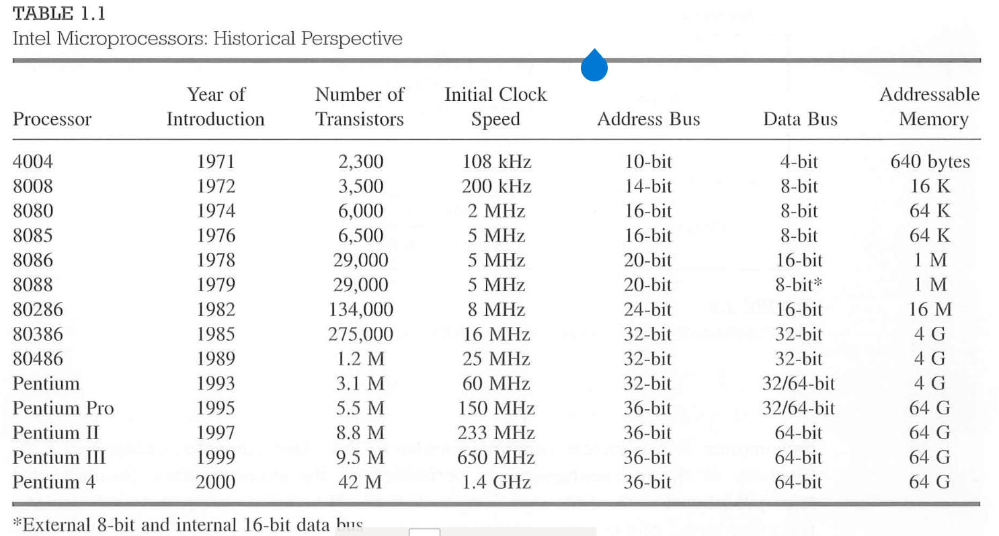 TABLE 1.1
Intel Microprocessors: Historical Perspective
Processor Year of Introduction Number of Transistors Initial Clock Speed Address Bus Data Bus Addressable Memory
4004 1971 2,300 108 kHz 10-bit 4-bit 640 bytes
8008 1972 3,500 200 kHz 14-bit 8-bit 16 K
8080 1974 6,000 2 MHz 16-bit 8-bit 64 K
8085 1976 6,500 5 MHz 16-bit 8-bit 64 K
8086 1978 29,000 5 MHz 20-bit 16-bit 1 M
8088 1979 29,000 5 MHz 20-bit 8-bit* 1 M
80286 1982 134,000 8 MHz 24-bit 16-bit 16 M
80386 1985 275,000 16 MHz 32-bit 32-bit 4 G
80486 1989 1.2 M 25 MHz 32-bit 32-bit 4 G
Pentium 1993 3.1 M 60 MHz 32-bit 32/64-bit 4 G
Pentium Pro 1995 5.5 M 150 MHz 36-bit 32/64-bit 64 G
Pentium II 1997 8.8 M 233 MHz 36-bit 64-bit 64 G
Pentium III 1999 9.5 M 650 MHz 36-bit 64-bit 64 G
Pentium 4 2000 42 M 1.4 GHz 36-bit 64-bit 64 G
*External 8-bit and internal 16-bit data bus